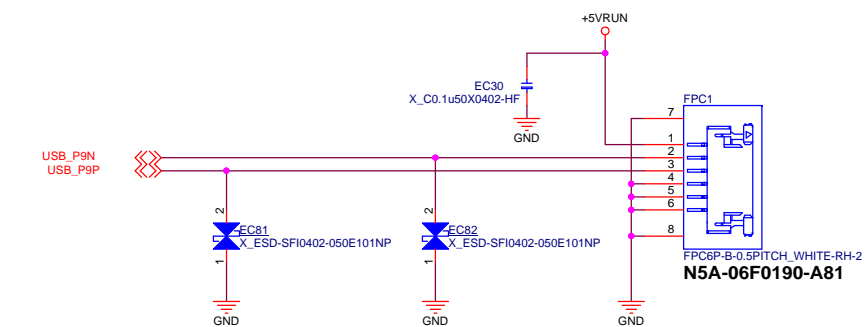 +5VRUN
EC30
X_C0.1u50X0402-HF
GND
FPC1
7
1
2
3
4
5
6
8
USB_P9N
USB_P9P
2
EC81
X_ESD-SFI0402-050E101NP
1
GND
2
EC82
X_ESD-SFI0402-050E101NP
1
GND
GND
FPC6P-B-0.5PITCH_WHITE-RH-2
N5A-06F0190-A81